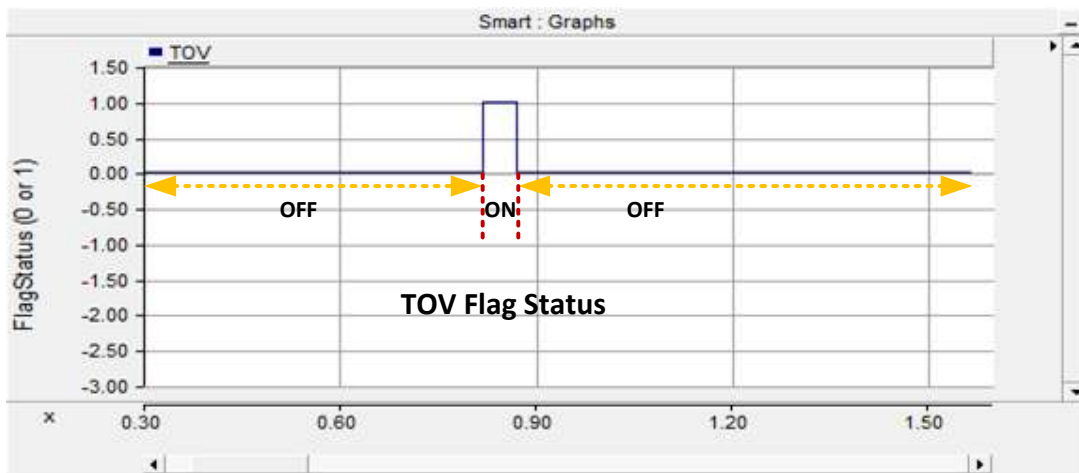 Smart : Graphs
TOV
1.50
1.00
0.50
0.00
-0.50
-1.00
-1.50
-2.00
-2.50
-3.00
FlagStatus (0 or 1)
OFF ON OFF
TOV Flag Status
x 0.30 0.60 0.90 1.20 1.50